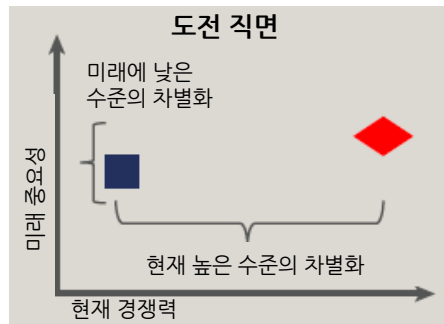 도전 직면
미래에 낮은
수준의 차별화
미래 중요성
현재 높은 수준의 차별화
현재 경쟁력